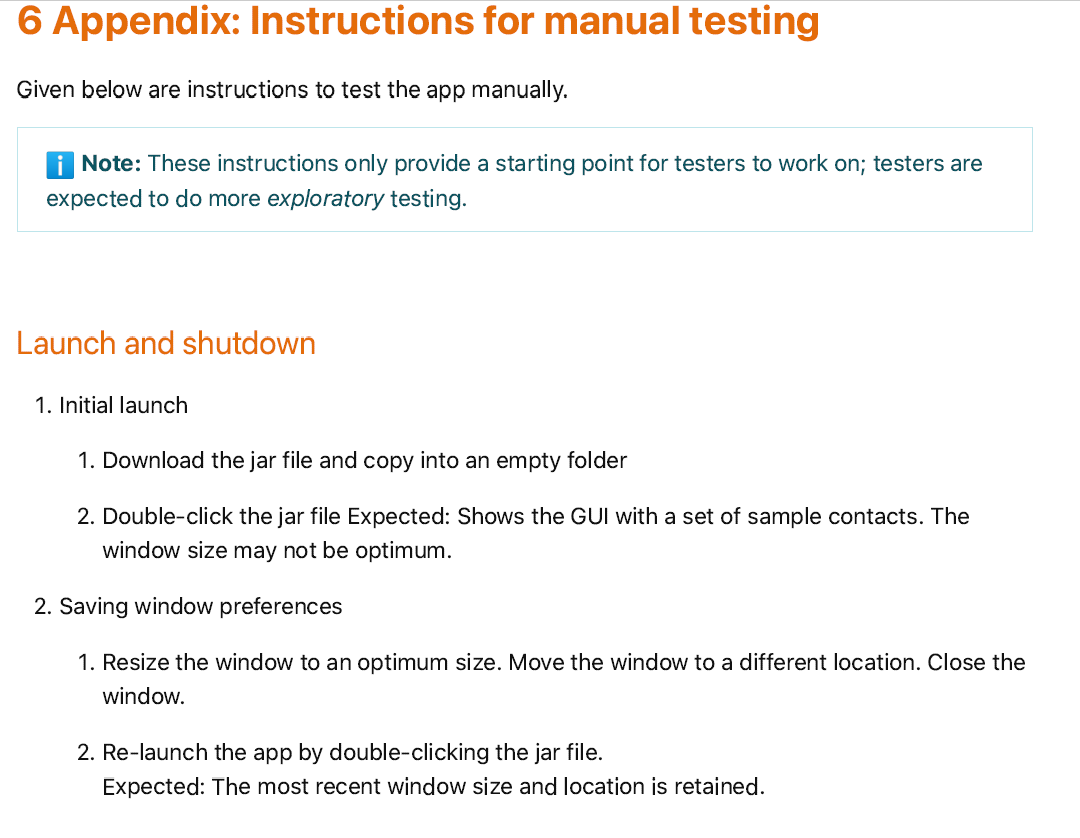 6 Appendix: Instructions for manual testing
Given below are instructions to test the app manually.
ℹ️ Note: These instructions only provide a starting point for testers to work on; testers are
expected to do more exploratory testing.
Launch and shutdown
1. Initial launch
1. Download the jar file and copy into an empty folder
2. Double-click the jar file Expected: Shows the GUI with a set of sample contacts. The
window size may not be optimum.
2. Saving window preferences
1. Resize the window to an optimum size. Move the window to a different location. Close the
window.
2. Re-launch the app by double-clicking the jar file.
Expected: The most recent window size and location is retained.